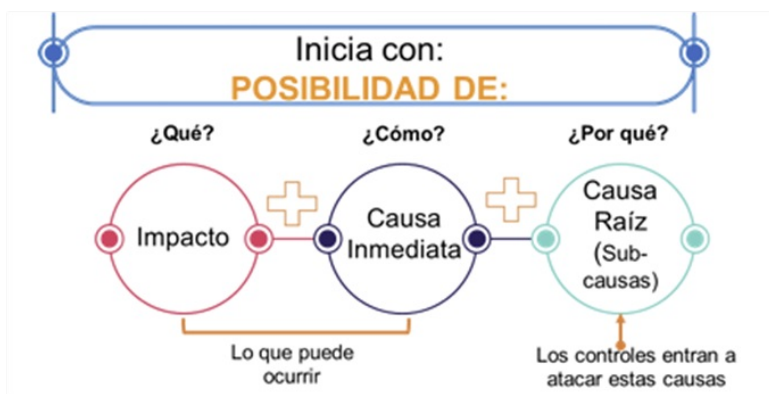 Inicia con:
POSIBILIDAD DE:
¿Qué?
¿Cómo?
¿Por qué?
Impacto
Causa
Inmediata
Causa
Raíz
(Sub-
causas)
Lo que puede
ocurrir
Los controles entran a
atacar estas causas